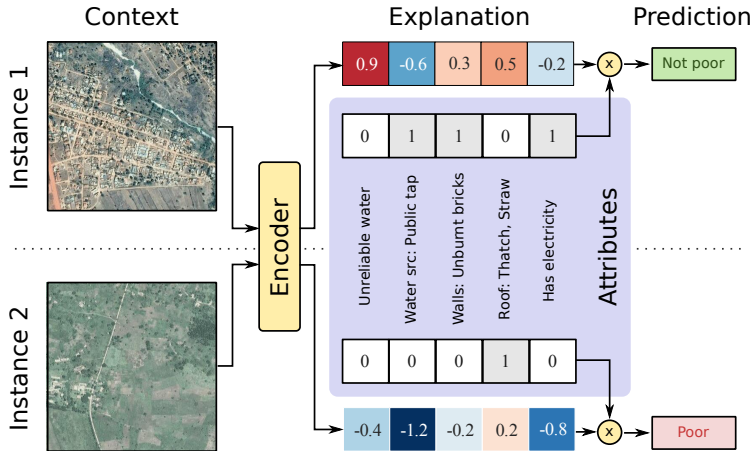 Context Explanation Prediction
Instance 1
0.9 -0.6 0.3 0.5 -0.2
x
Not poor
0 1 1 0 1
Encoder
Unreliable water
Water src: Public tap
Walls: Unburnt bricks
Roof: Thatch, Straw
Has electricity
Attributes
Instance 2
0 0 0 1 0
-0.4 -1.2 -0.2 0.2 -0.8
x
Poor